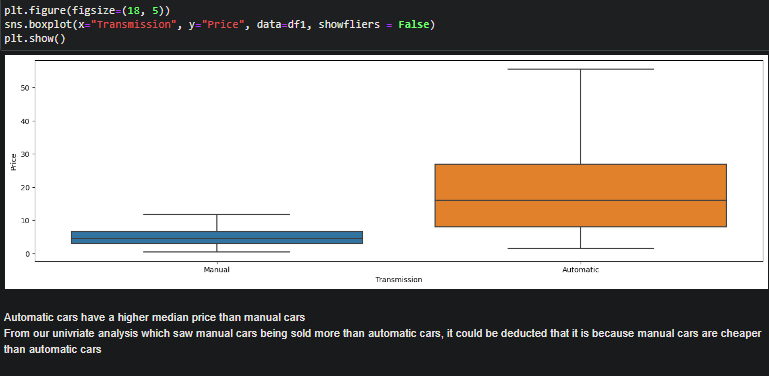 plt.figure(figsize=(18, 5))
sns.boxplot(x="Transmission", y="Price", data=df1, showfliers = False)
plt.show()
50
40
30
20
10
0
Price
Manual
Automatic
Transmission
Automatic cars have a higher median price than manual cars
From our univriate analysis which saw manual cars being sold more than automatic cars, it could be deducted that it is because manual cars are cheaper
than automatic cars